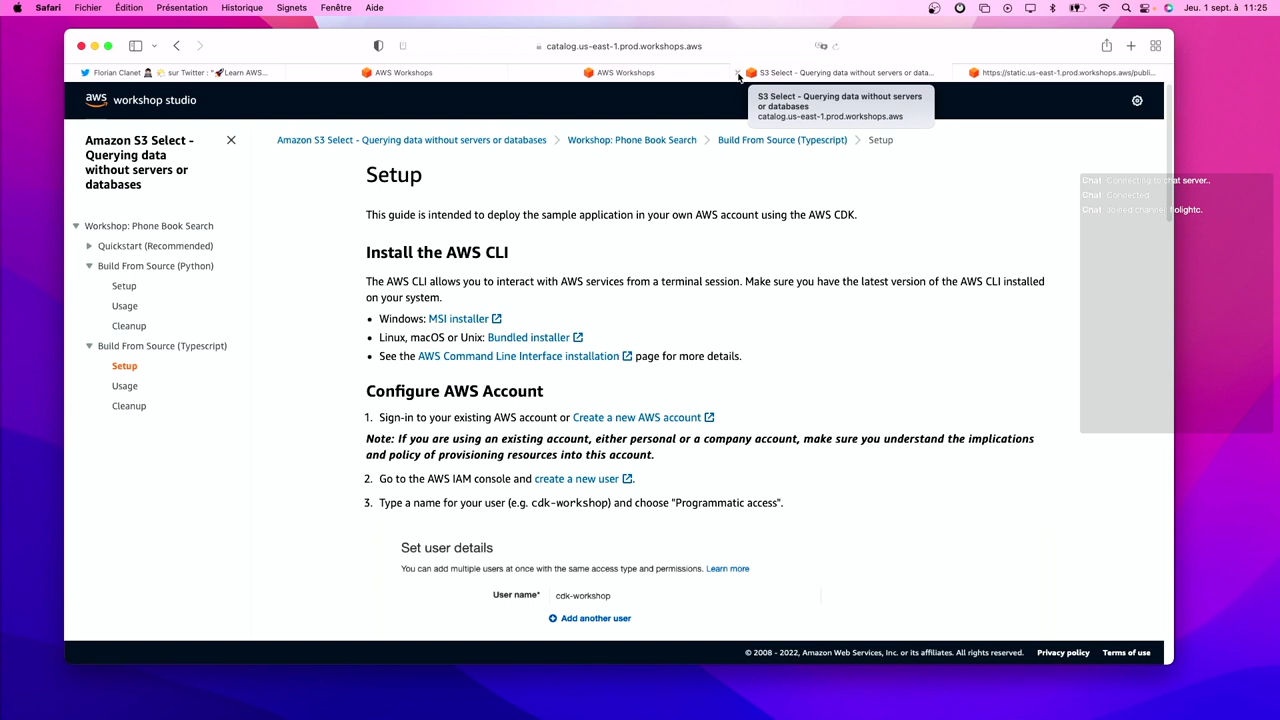 Safari Fichier Édition Présentation Historique Signets Fenêtre Aide Jeu. 1 sept. à 11:25
catalog.us-east-1.prod.workshops.aws
Florian Clanet sur Twitter : "🚀Learn AWS... AWS Workshops AWS Workshops S3 Select - Querying data without servers or data... https://static.us-east-1.prod.workshops.aws/publi...
S3 Select - Querying data without servers
or databases
catalog.us-east-1.prod.workshops.aws
aws workshop studio
Amazon S3 Select -
Querying data
without servers or
databases
Workshop: Phone Book Search
Quickstart (Recommended)
Build From Source (Python)
Setup
Usage
Cleanup
Build From Source (Typescript)
Setup
Usage
Cleanup
Amazon S3 Select - Querying data without servers or databases > Workshop: Phone Book Search > Build From Source (Typescript) > Setup
Setup
This guide is intended to deploy the sample application in your own AWS account using the AWS CDK.
Install the AWS CLI
The AWS CLI allows you to interact with AWS services from a terminal session. Make sure you have the latest version of the AWS CLI installed
on your system.
• Windows: MSI installer
• Linux, macOS or Unix: Bundled installer
• See the AWS Command Line Interface installation page for more details.
Configure AWS Account
1. Sign-in to your existing AWS account or Create a new AWS account
Note: If you are using an existing account, either personal or a company account, make sure you understand the implications
and policy of provisioning resources into this account.
2. Go to the AWS IAM console and create a new user.
3. Type a name for your user (e.g. cdk-workshop) and choose "Programmatic access".
Set user details
You can add multiple users at once with the same access type and permissions. Learn more
User name* cdk-workshop
Add another user
Chat Connecting to chat server..
Chat Connected
Chat Joined channel flolightc.
© 2008 - 2022, Amazon Web Services, Inc. or its affiliates. All rights reserved. Privacy policy Terms of use